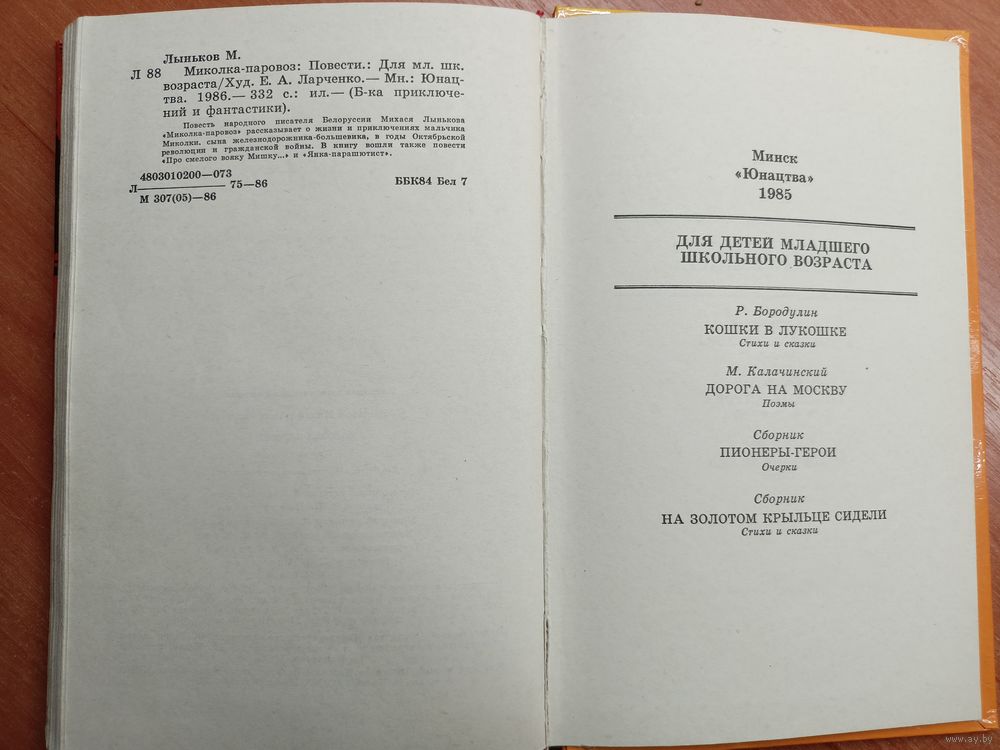 Лыньков М.
Л 88 Миколка-паровоз: Повести.: Для мл. шк.
возраста/Худ. Е. А. Ларченко.— Мн.: Юнац-
тва. 1986.— 332 с.: ил.— (Б-ка приключе-
ний и фантастики).
Повесть народного писателя Белоруссии Михася Лынькова
«Миколка-паровоз» рассказывает о жизни и приключениях мальчика
Миколки, сына железнодорожника-большевика, в годы Октябрьской
революции и гражданской войны. В книгу вошли также повести
«Про смелого вояку Мишку...» и «Янка-парашютист».
4803010200—073
Л——————— 75—86
М 307(05)—86
ББК84 Бел 7
Минск
«Юнацтва»
1985
ДЛЯ ДЕТЕЙ МЛАДШЕГО
ШКОЛЬНОГО ВОЗРАСТА
Р. Бородулин
КОШКИ В ЛУКОШКЕ
Стихи и сказки
М. Калачинский
ДОРОГА НА МОСКВУ
Поэмы
Сборник
ПИОНЕРЫ-ГЕРОИ
Очерки
Сборник
НА ЗОЛОТОМ КРЫЛЬЦЕ СИДЕЛИ
Стихи и сказки
www.ay.by